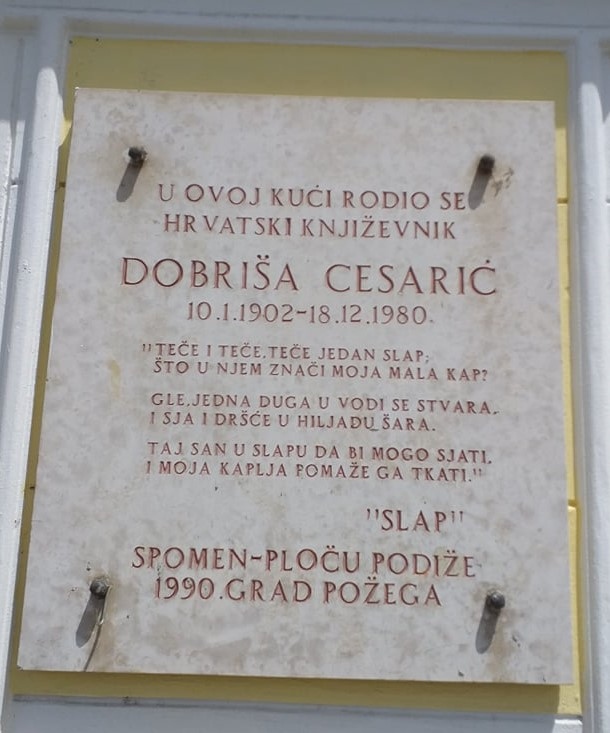 U OVOJ KUĆI RODIO SE
HRVATSKI KNJIŽEVNIK
DOBRIŠA CESARIĆ
10.1.1902-18.12.1980.
"TEČE I TEČE, TEČE JEDAN SLAP;
ŠTO U NJEM ZNAČI MOJA MALA KAP?
GLE, JEDNA DUGA U VODI SE STVARA,
I SJA I DRŠĆE U HILJADU ŠARA.
TAJ SAN U SLAPU DA BI MOGO SJATI,
I MOJA KAPLJA POMAŽE GA TKATI."
"SLAP"
SPOMEN-PLOČU PODIŽE
1990. GRAD POŽEGA